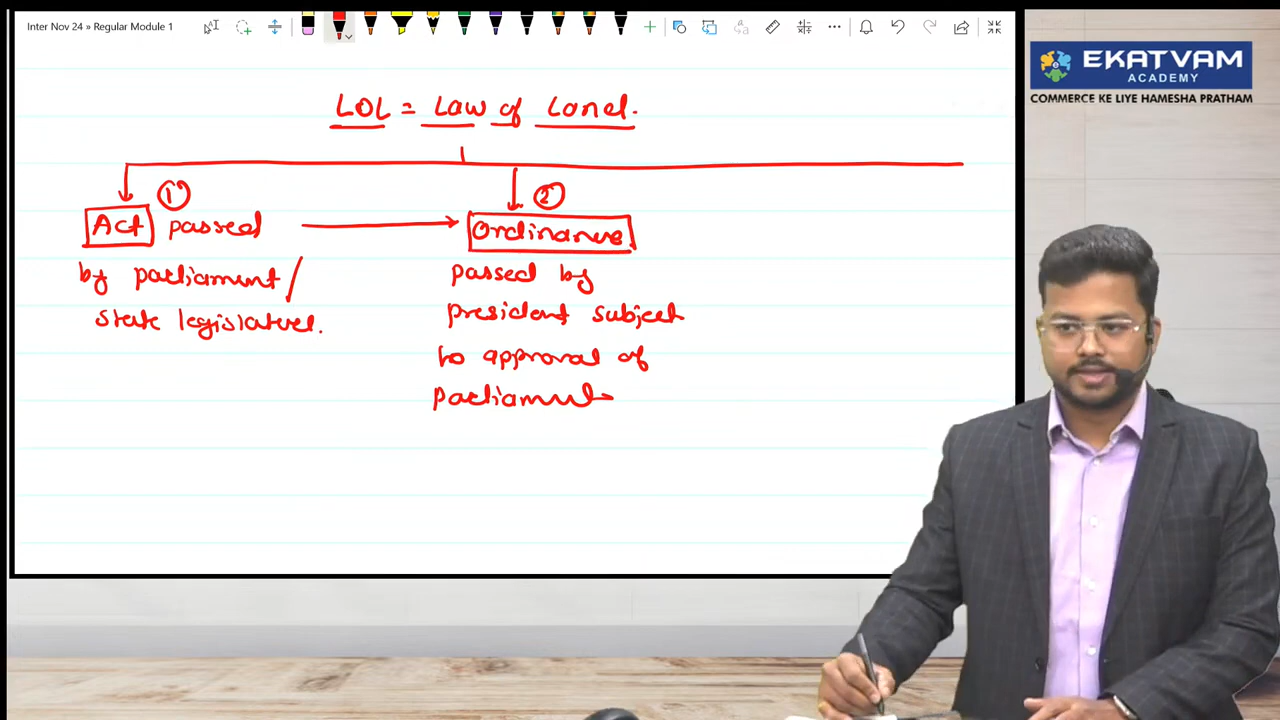 Inter Nov 24 » Regular Module 1
EKATVAM
ACADEMY
COMMERCE KE LIYE HAMESHA PRATHAM
LOL = Law of Land.
1
2
Act passed
by parliament/
state legislature.
Ordinance
passed by
president subject
to approval of
Parliament